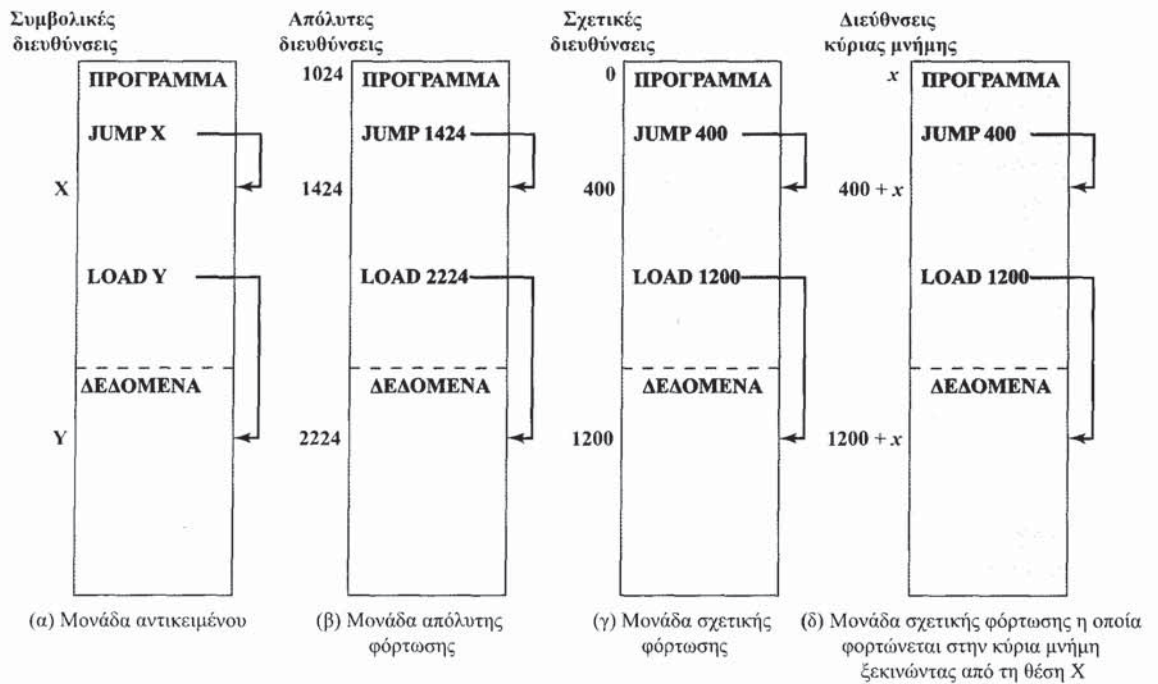 Συμβολικές
διευθύνσεις
ΠΡΟΓΡΑΜΜΑ
JUMP X
X
LOAD Y
ΔΕΔΟΜΕΝΑ
Y
(α) Μονάδα αντικειμένου
Απόλυτες
διευθύνσεις
1024
ΠΡΟΓΡΑΜΜΑ
JUMP 1424
1424
LOAD 2224
ΔΕΔΟΜΕΝΑ
2224
(β) Μονάδα απόλυτης
φόρτωσης
Σχετικές
διευθύνσεις
0
ΠΡΟΓΡΑΜΜΑ
JUMP 400
400
LOAD 1200
ΔΕΔΟΜΕΝΑ
1200
(γ) Μονάδα σχετικής
φόρτωσης
Διεύθνσεις
κύριας μνήμης
x
ΠΡΟΓΡΑΜΜΑ
JUMP 400
400 + x
LOAD 1200
ΔΕΔΟΜΕΝΑ
1200 + x
(δ) Μονάδα σχετικής φόρτωσης η οποία
φορτώνεται στην κύρια μνήμη
ξεκινώντας από τη θέση Χ